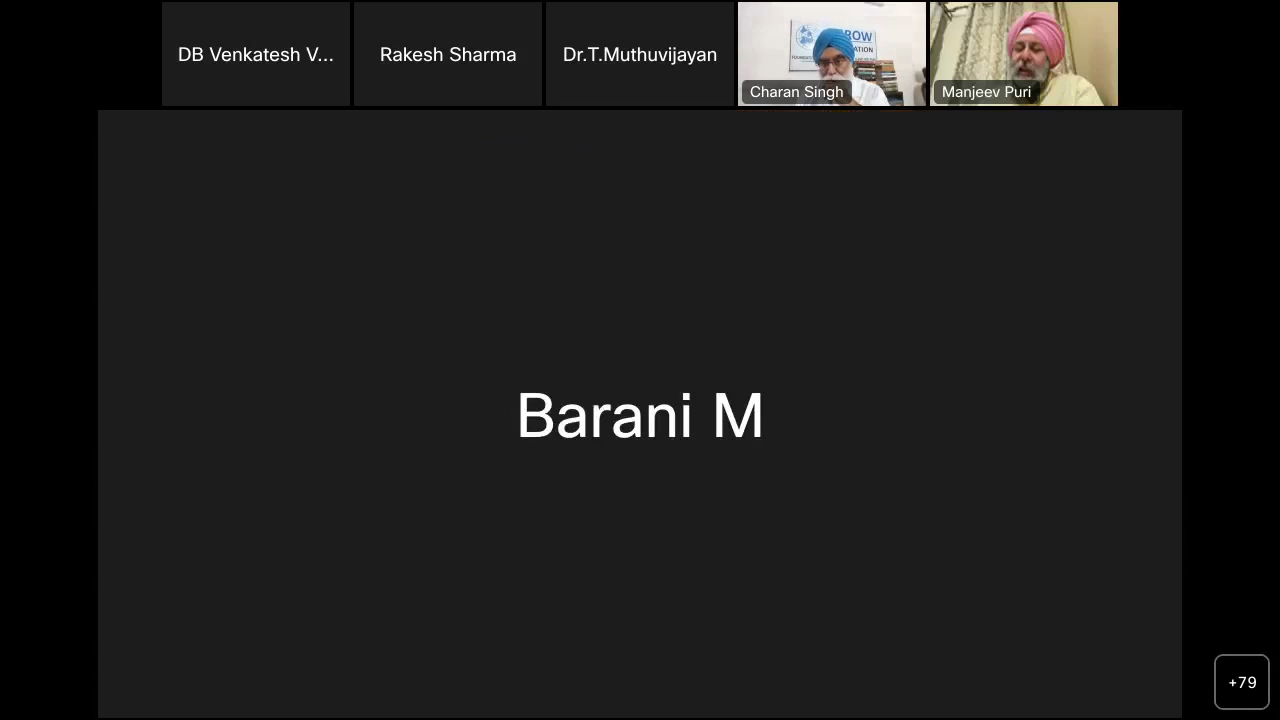 DB Venkatesh V...
Rakesh Sharma
Dr.T.Muthuvijayan
Charan Singh
Manjeev Puri
Barani M
+79